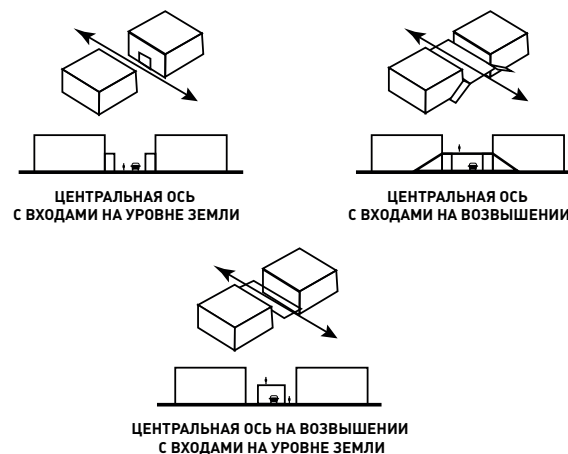 ЦЕНТРАЛЬНАЯ ОСЬ
С ВХОДАМИ НА УРОВНЕ ЗЕМЛИ
ЦЕНТРАЛЬНАЯ ОСЬ
С ВХОДАМИ НА ВОЗВЫШЕНИИ
ЦЕНТРАЛЬНАЯ ОСЬ НА ВОЗВЫШЕНИИ
С ВХОДАМИ НА УРОВНЕ ЗЕМЛИ